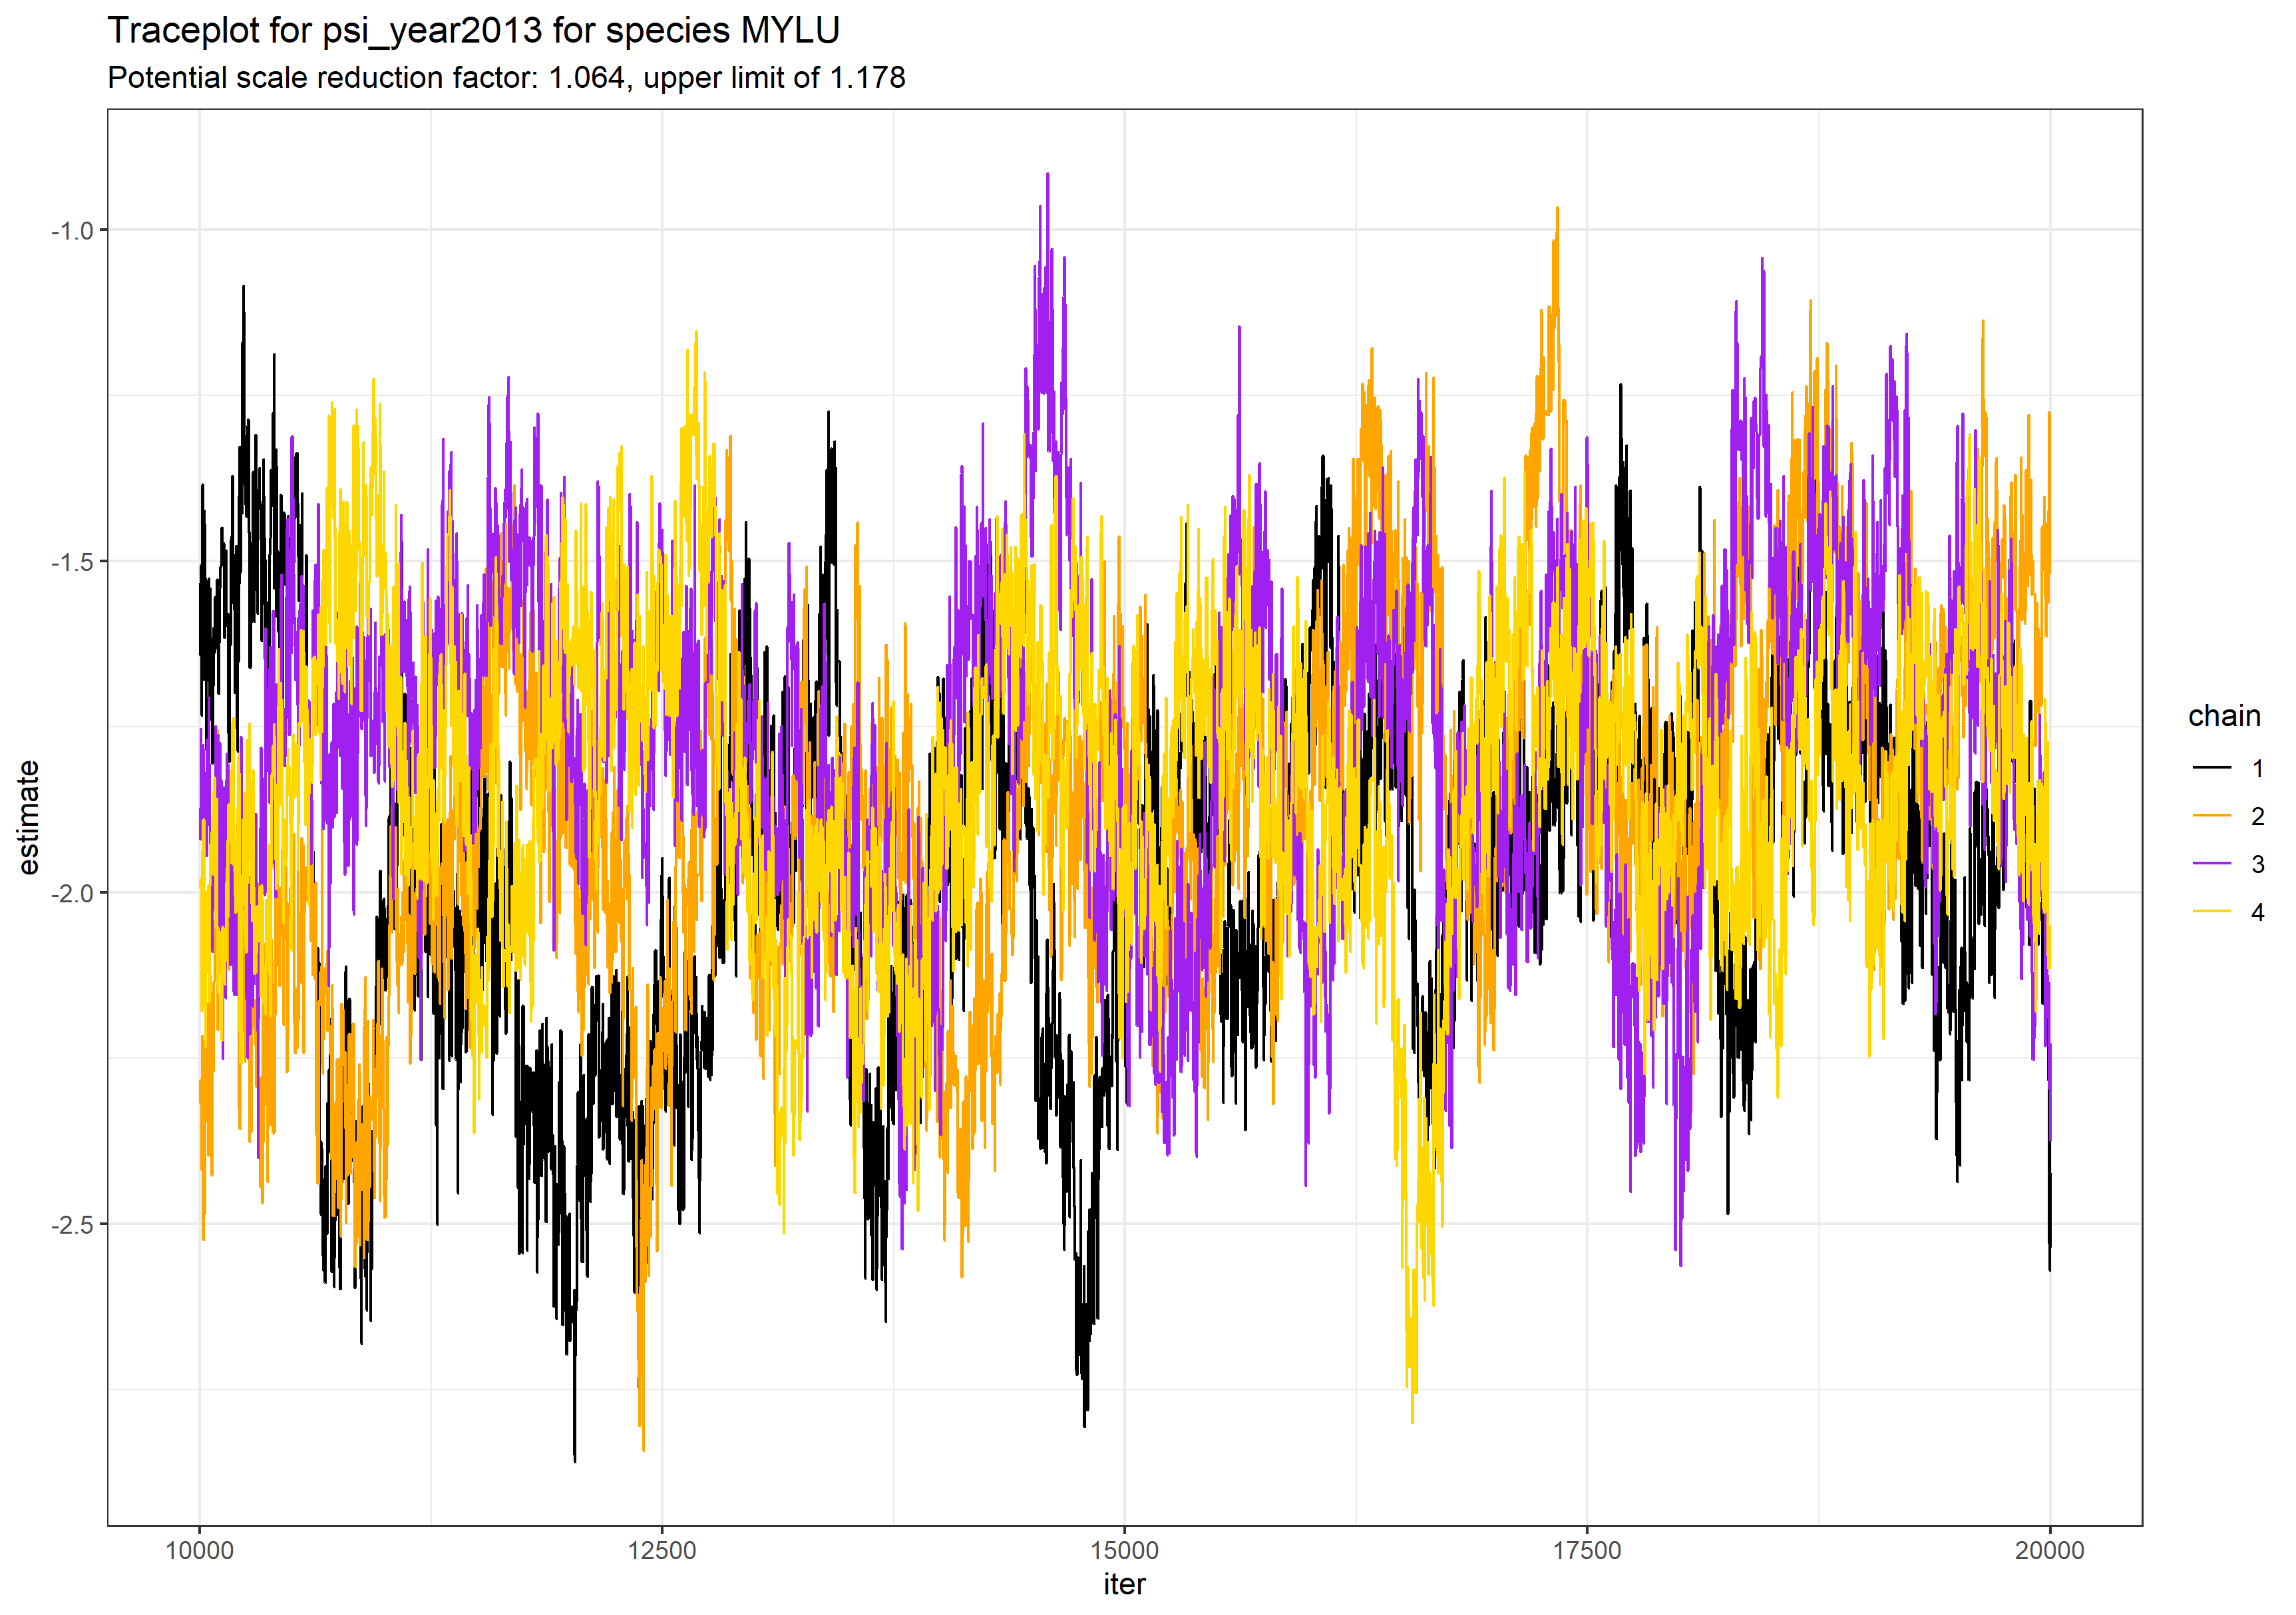 Traceplot for psi_year2013 for species MYLU
Potential scale reduction factor: 1.064, upper limit of 1.178
-1.0
-1.5
-2.0
-2.5
estimate
10000
12500
15000
17500
20000
iter
chain
1
2
3
4